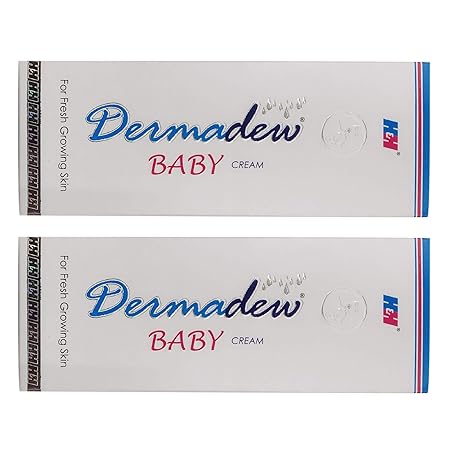 For Fresh Growing Skin
Dermadew®
BABY CREAM
H&H®
For Fresh Growing Skin
Dermadew®
BABY CREAM
H&H®